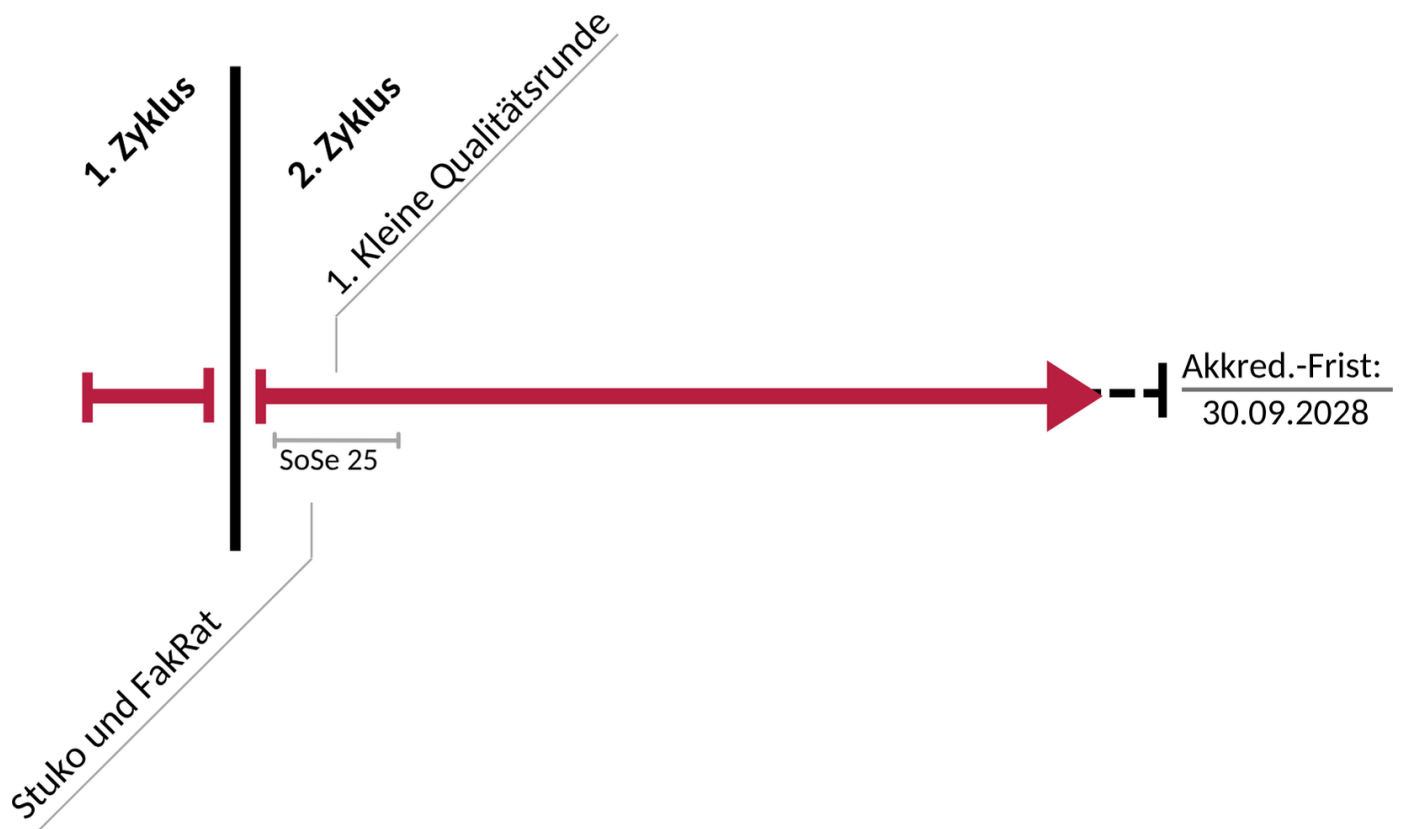 1. Zyklus
2. Zyklus
1. Kleine Qualitätsrunde
Akkred.-Frist:
30.09.2028
SoSe 25
Stuko und FakRat